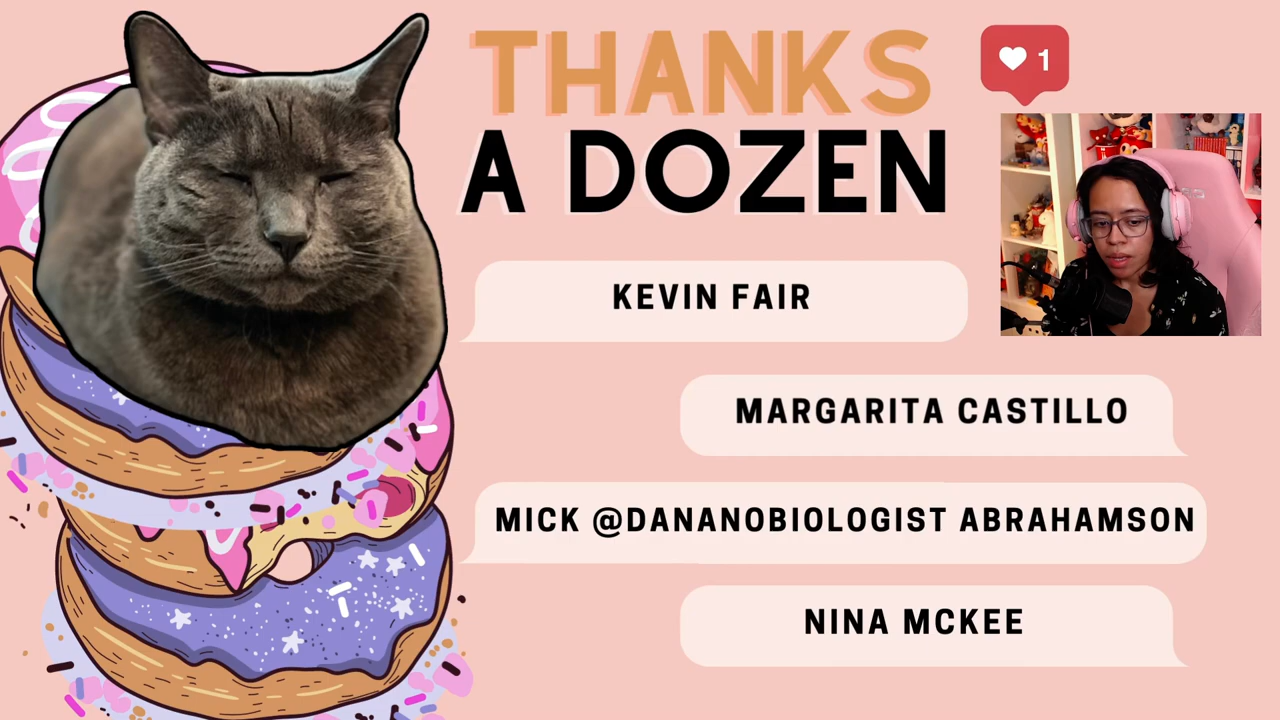 THANKS
1
A DOZEN
KEVIN FAIR
MARGARITA CASTILLO
MICK @DANANOBIOLOGIST ABRAHAMSON
NINA MCKEE